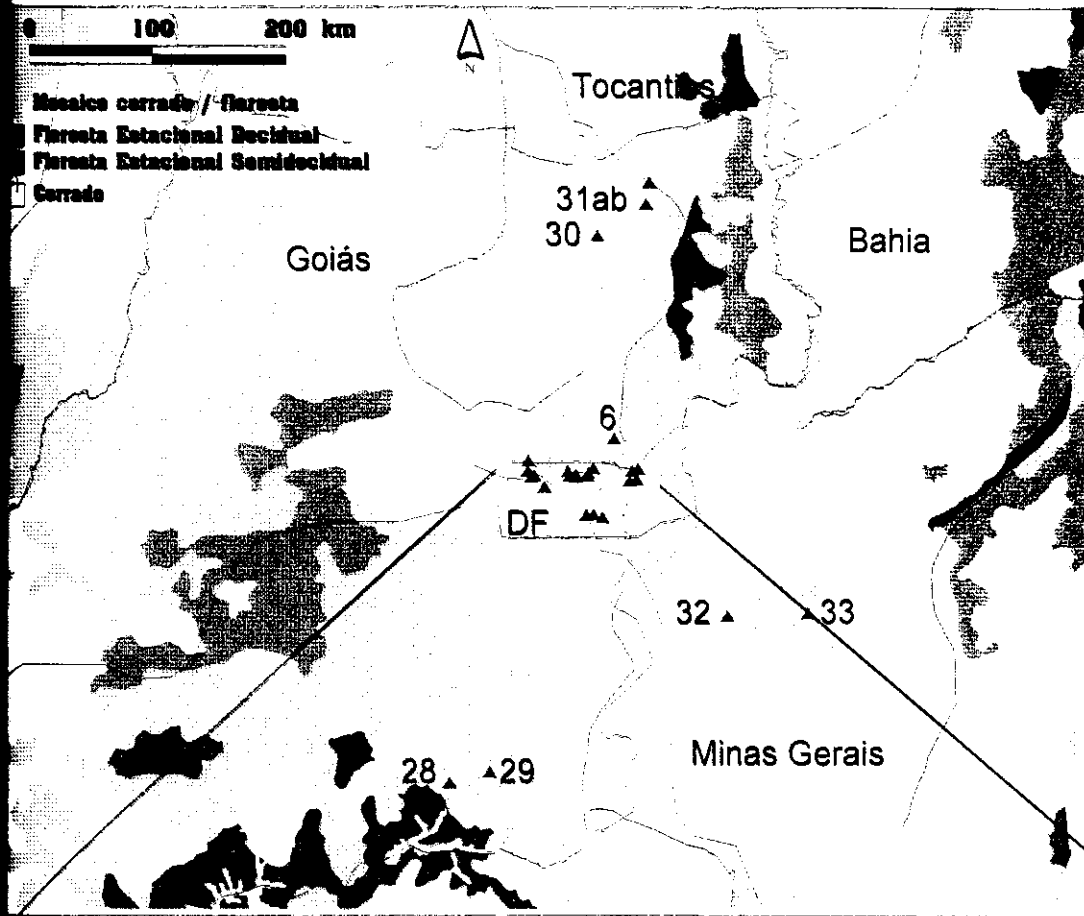 0 100 200 km
N
Mosaico cerrado / floresta
Floresta Estacional Decidual
Floresta Estacional Semidecidual
Cerrado
Tocantins
31ab
30
Goiás
Bahia
6
DF
32
33
Minas Gerais
28
29